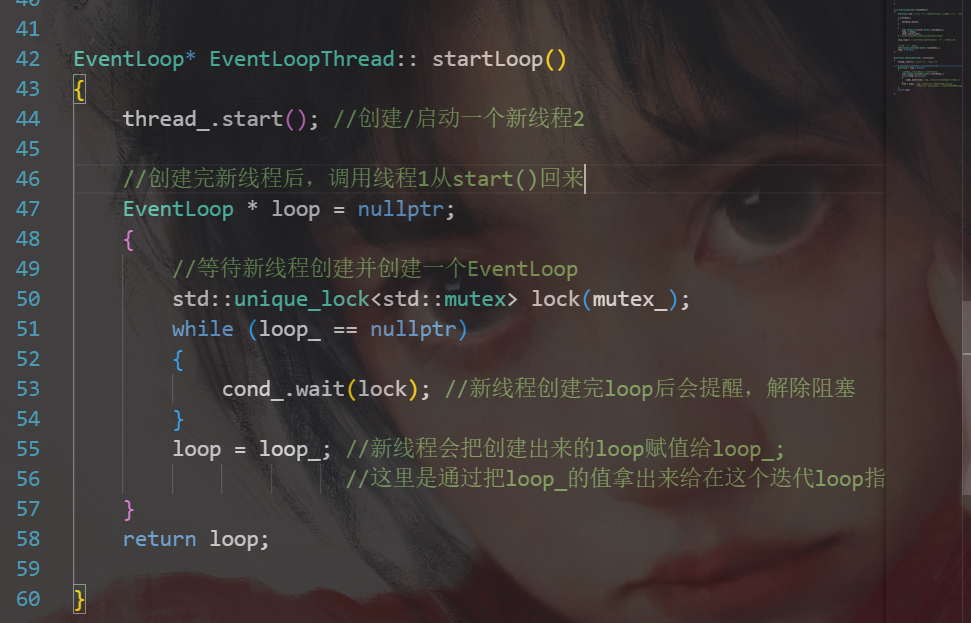 41
42 EventLoop* EventLoopThread:: startLoop()
43 {
44 thread_.start(); //创建/启动一个新线程2
45
46 //创建完新线程后，调用线程1从start()回来
47 EventLoop * loop = nullptr;
48 {
49 //等待新线程创建并创建一个EventLoop
50 std::unique_lock<std::mutex> lock(mutex_);
51 while (loop_ == nullptr)
52 {
53 cond_.wait(lock); //新线程创建完loop后会提醒，解除阻塞
54 }
55 loop = loop_; //新线程会把创建出来的loop赋值给loop_;
56 //这里是通过把loop_的值拿出来给在这个迭代loop指
57 }
58 return loop;
59
60 }